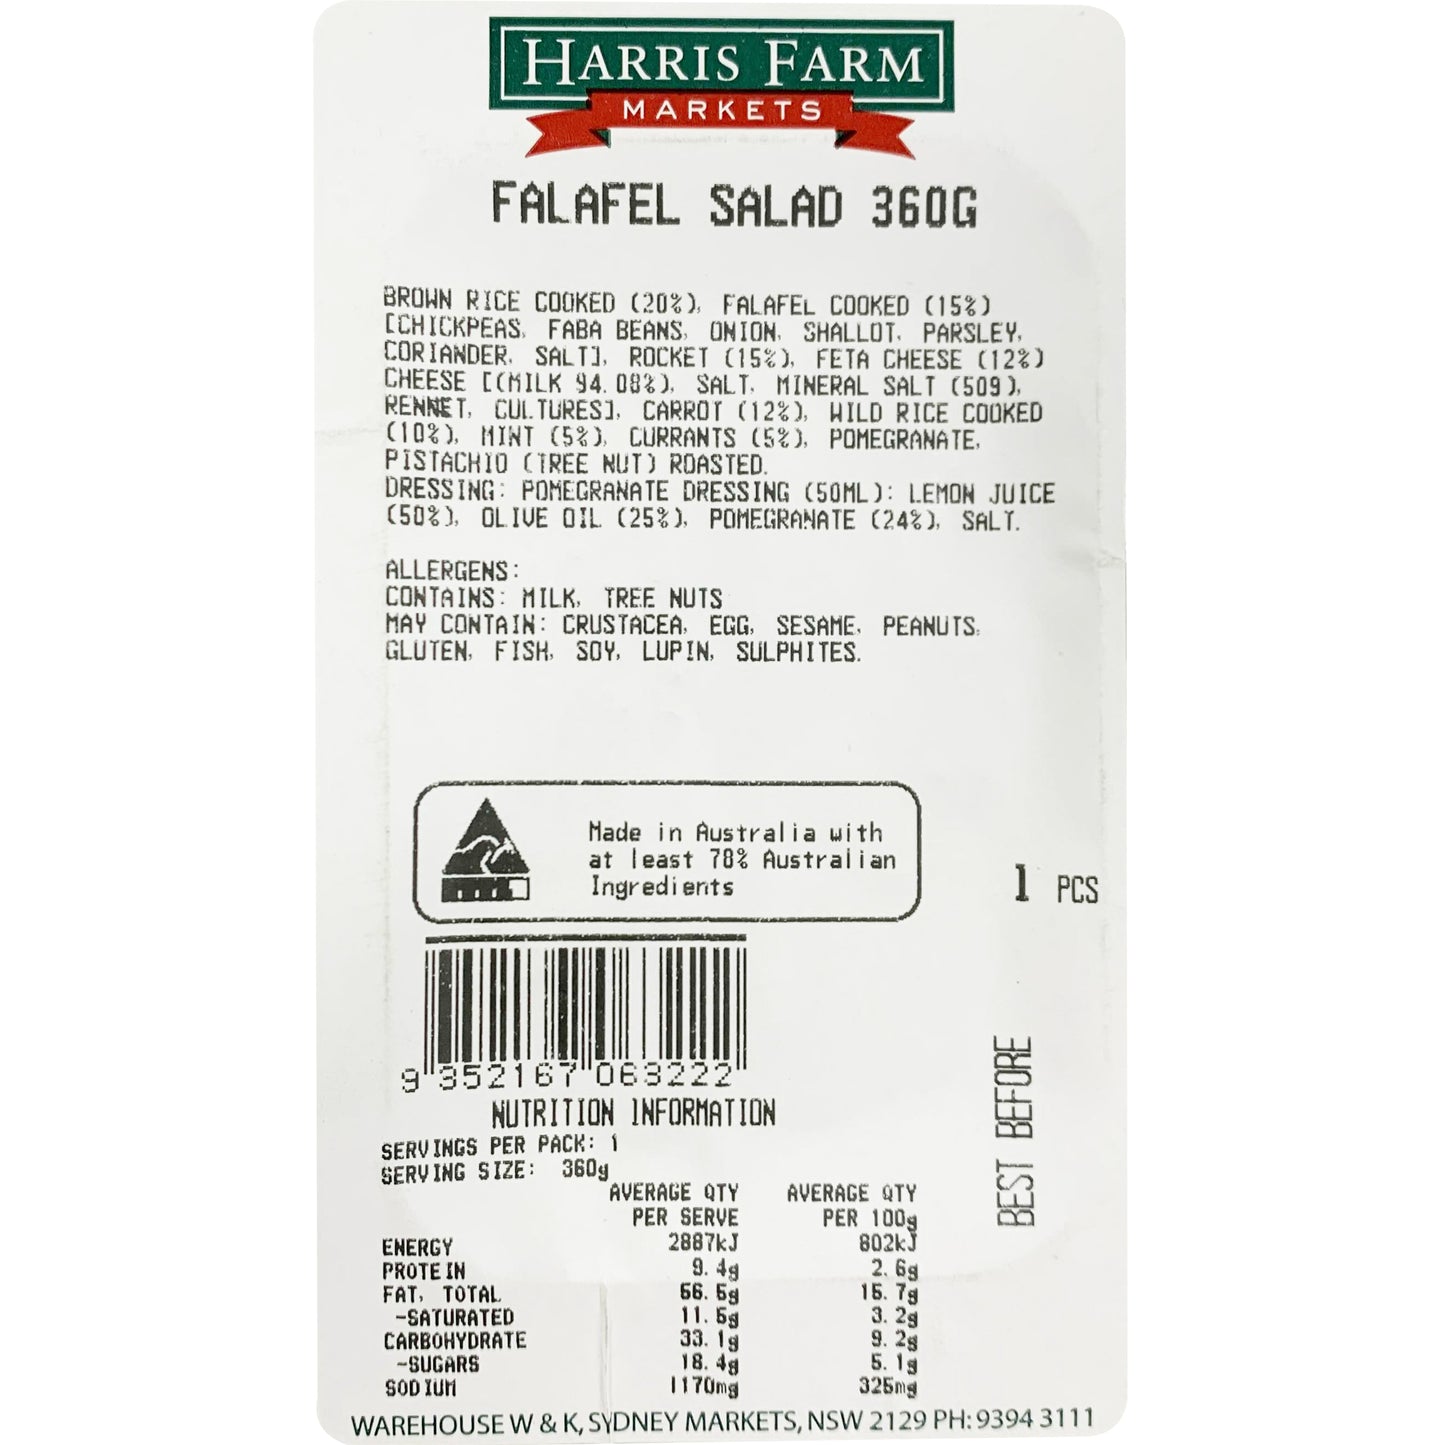 HARRIS FARM
MARKETS
FALAFEL SALAD 360G
BROWN RICE COOKED (20%), FALAFEL COOKED (15%)
[CHICKPEAS, FABA BEANS, ONION, SHALLOT, PARSLEY,
CORIANDER, SALT], ROCKET (15%), FETA CHEESE (12%)
CHEESE [(MILK 94.08%), SALT, MINERAL SALT (509),
RENNET, CULTURES], CARROT (12%), WILD RICE COOKED
(10%), MINT (5%), CURRANTS (5%), POMEGRANATE,
PISTACHIO (TREE NUT) ROASTED.
DRESSING: POMEGRANATE DRESSING (50ML): LEMON JUICE
(50%), OLIVE OIL (25%), POMEGRANATE (24%), SALT.
ALLERGENS:
CONTAINS: MILK, TREE NUTS
MAY CONTAIN: CRUSTACEA, EGG, SESAME, PEANUTS,
GLUTEN, FISH, SOY, LUPIN, SULPHITES.
Made in Australia with
at least 78% Australian
Ingredients
1 PCS
9 352167 063222
BEST BEFORE
NUTRITION INFORMATION
SERVINGS PER PACK: 1
SERVING SIZE: 360g
AVERAGE QTY AVERAGE QTY
PER SERVE PER 100g
ENERGY 2887kJ 802kJ
PROTEIN 9.4g 2.6g
FAT, TOTAL 56.5g 15.7g
-SATURATED 11.5g 3.2g
CARBOHYDRATE 33.1g 9.2g
-SUGARS 18.4g 5.1g
SODIUM 1170mg 325mg
WAREHOUSE W & K, SYDNEY MARKETS, NSW 2129 PH: 9394 3111